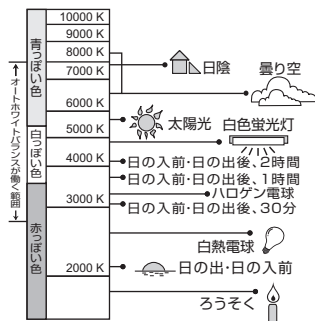 オートホワイトバランスが働く範囲
青っぽい色
白っぽい色
赤っぽい色
10000 K
9000 K
8000 K
7000 K
6000 K
5000 K
4000 K
3000 K
2000 K
日陰
曇り空
太陽光
白色蛍光灯
日の入前・日の出後、2時間
日の入前・日の出後、1時間
ハロゲン電球
日の入前・日の出後、30分
白熱電球
日の出・日の入前
ろうそく